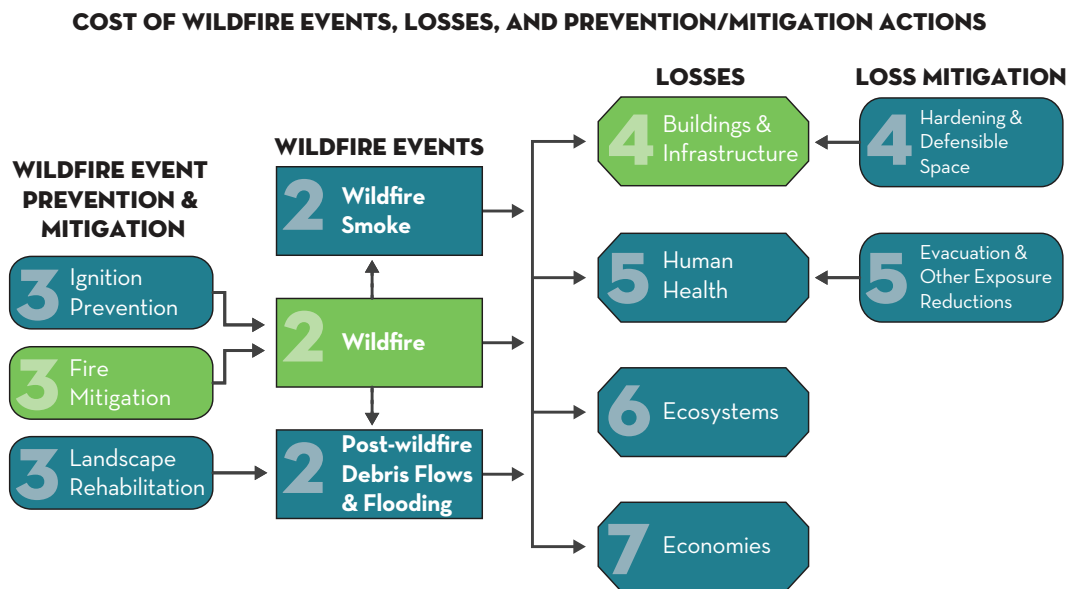 COST OF WILDFIRE EVENTS, LOSSES, AND PREVENTION/MITIGATION ACTIONS
WILDFIRE EVENT
PREVENTION &
MITIGATION
3 Ignition
Prevention
3 Fire
Mitigation
3 Landscape
Rehabilitation
WILDFIRE EVENTS
2 Wildfire
Smoke
2 Wildfire
2 Post-wildfire
Debris Flows
& Flooding
LOSSES
4 Buildings &
Infrastructure
5 Human
Health
6 Ecosystems
7 Economies
LOSS MITIGATION
4 Hardening &
Defensible
Space
5 Evacuation &
Other Exposure
Reductions